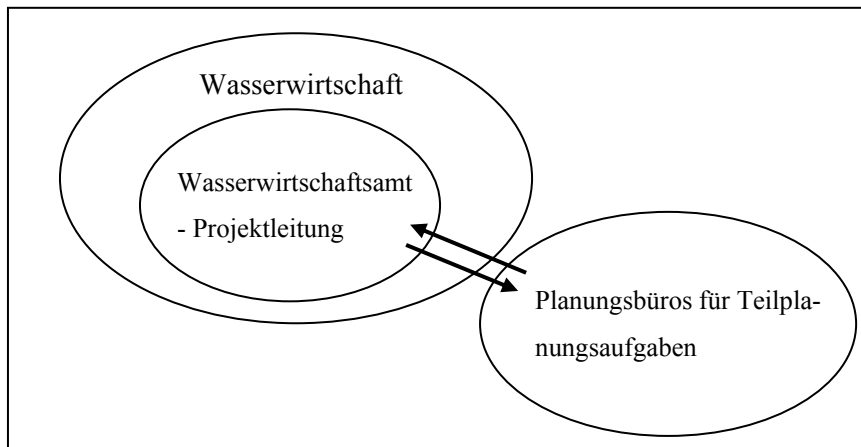 Wasserwirtschaft
Wasserwirtschaftsamt
- Projektleitung
Planungsbüros für Teilpla-
nungsaufgaben